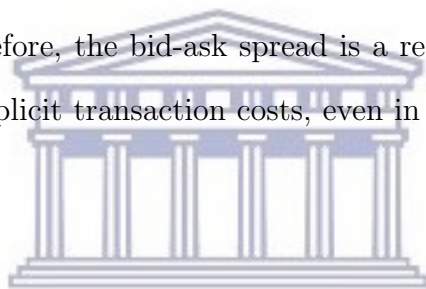 efore, the bid-ask spread is a re
plicit transaction costs, even in